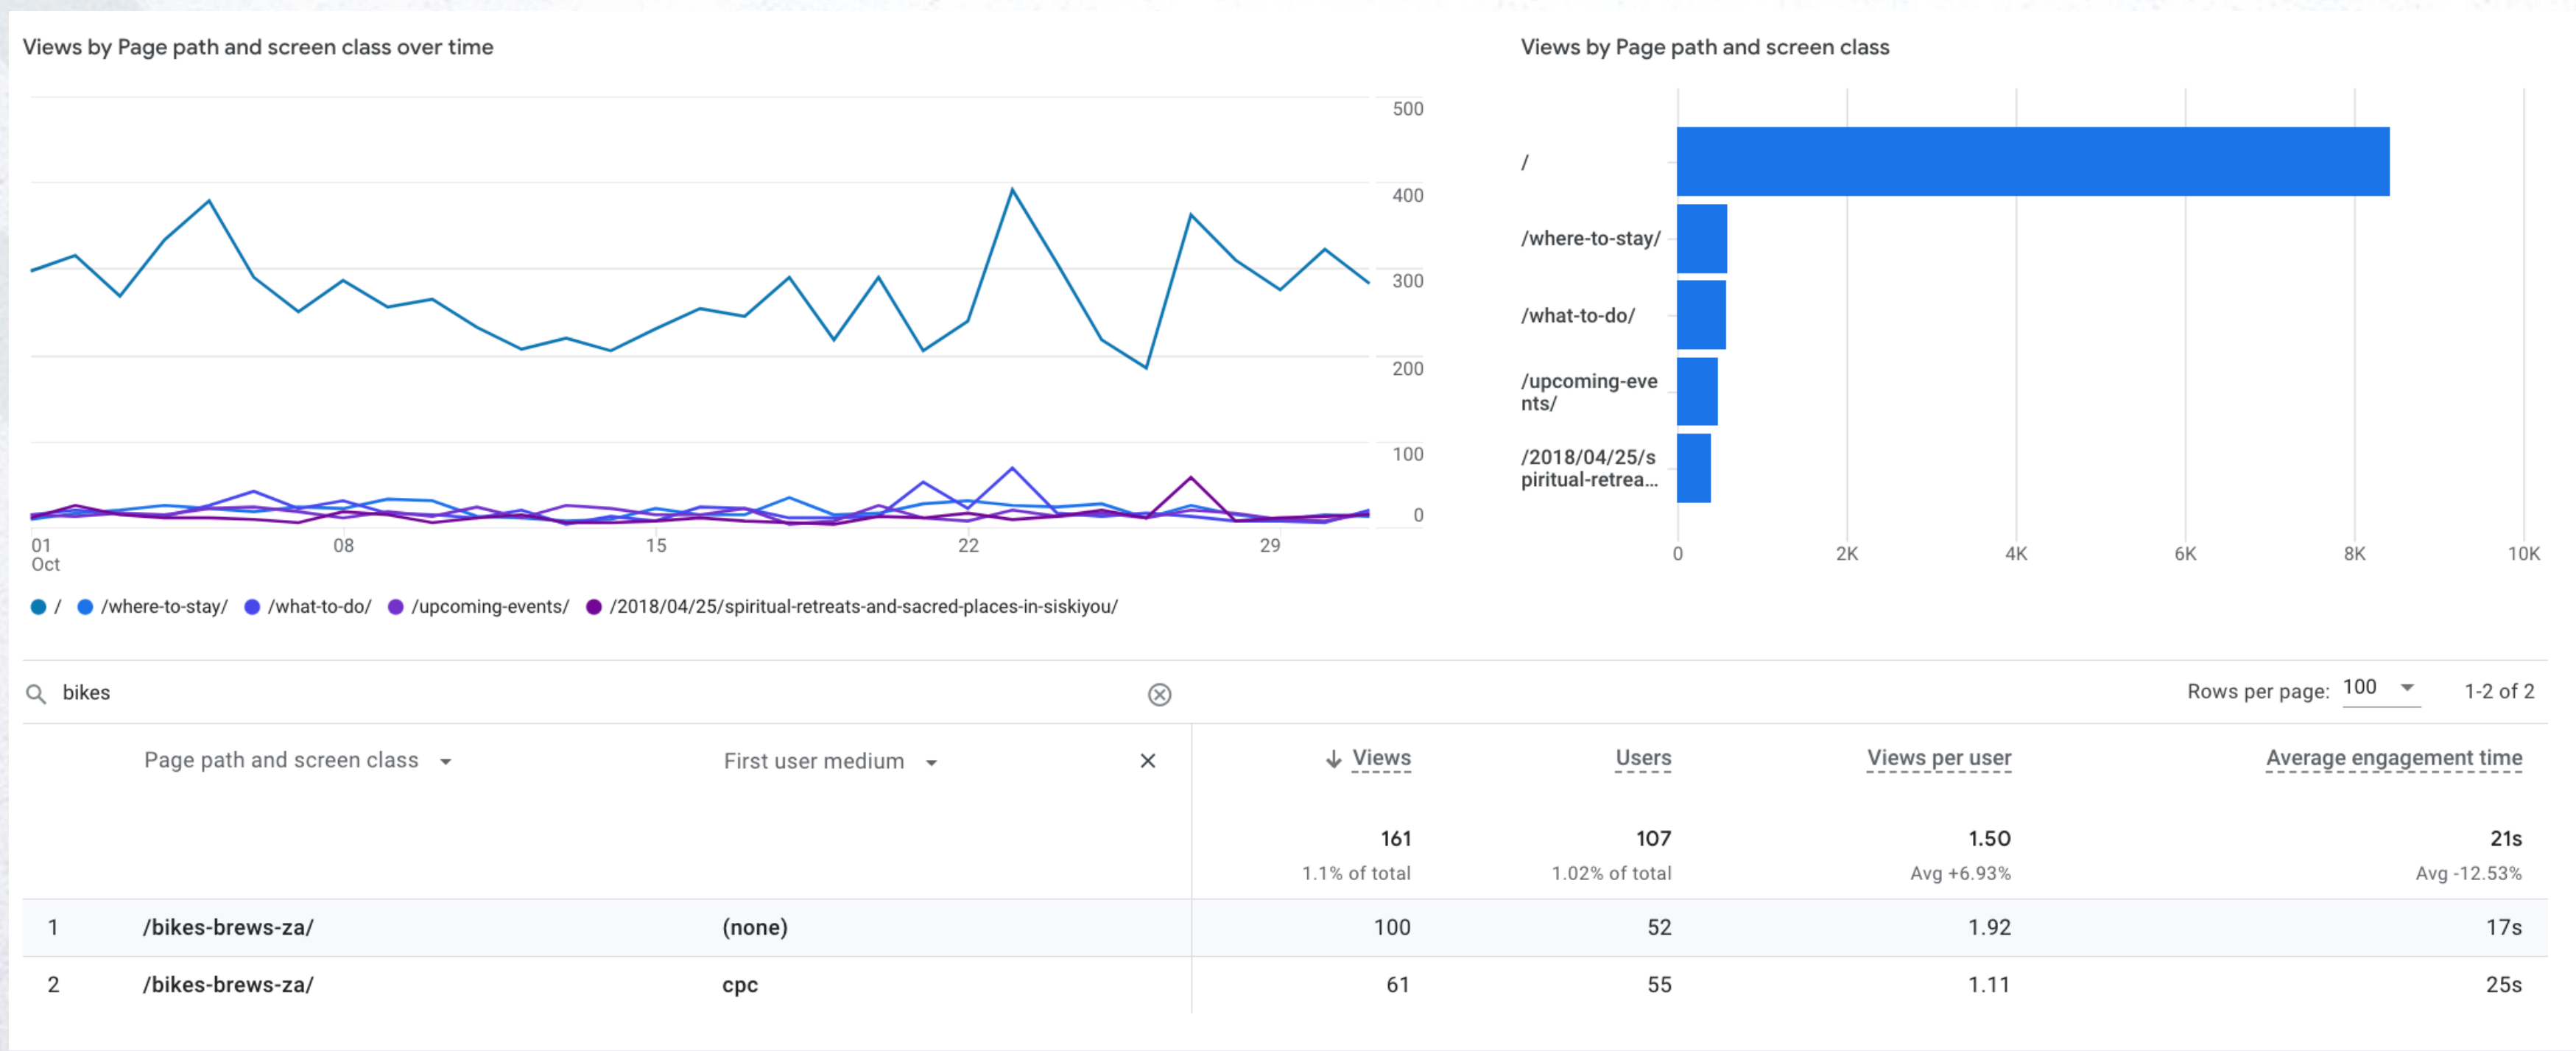 Views by Page path and screen class over time
500
400
300
200
100
0
01
Oct
08
15
22
29
/
/where-to-stay/
/what-to-do/
/upcoming-events/
/2018/04/25/spiritual-retreats-and-sacred-places-in-siskiyou/
Views by Page path and screen class
/
/where-to-stay/
/what-to-do/
/upcoming-eve
nts/
/2018/04/25/s
piritual-retrea...
0
2K
4K
6K
8K
10K
bikes
Rows per page: 100
1-2 of 2
Page path and screen class
First user medium
Views
Users
Views per user
Average engagement time
161
107
1.50
21s
1.1% of total
1.02% of total
Avg +6.93%
Avg -12.53%
1 /bikes-brews-za/ (none) 100 52 1.92 17s
2 /bikes-brews-za/ cpc 61 55 1.11 25s